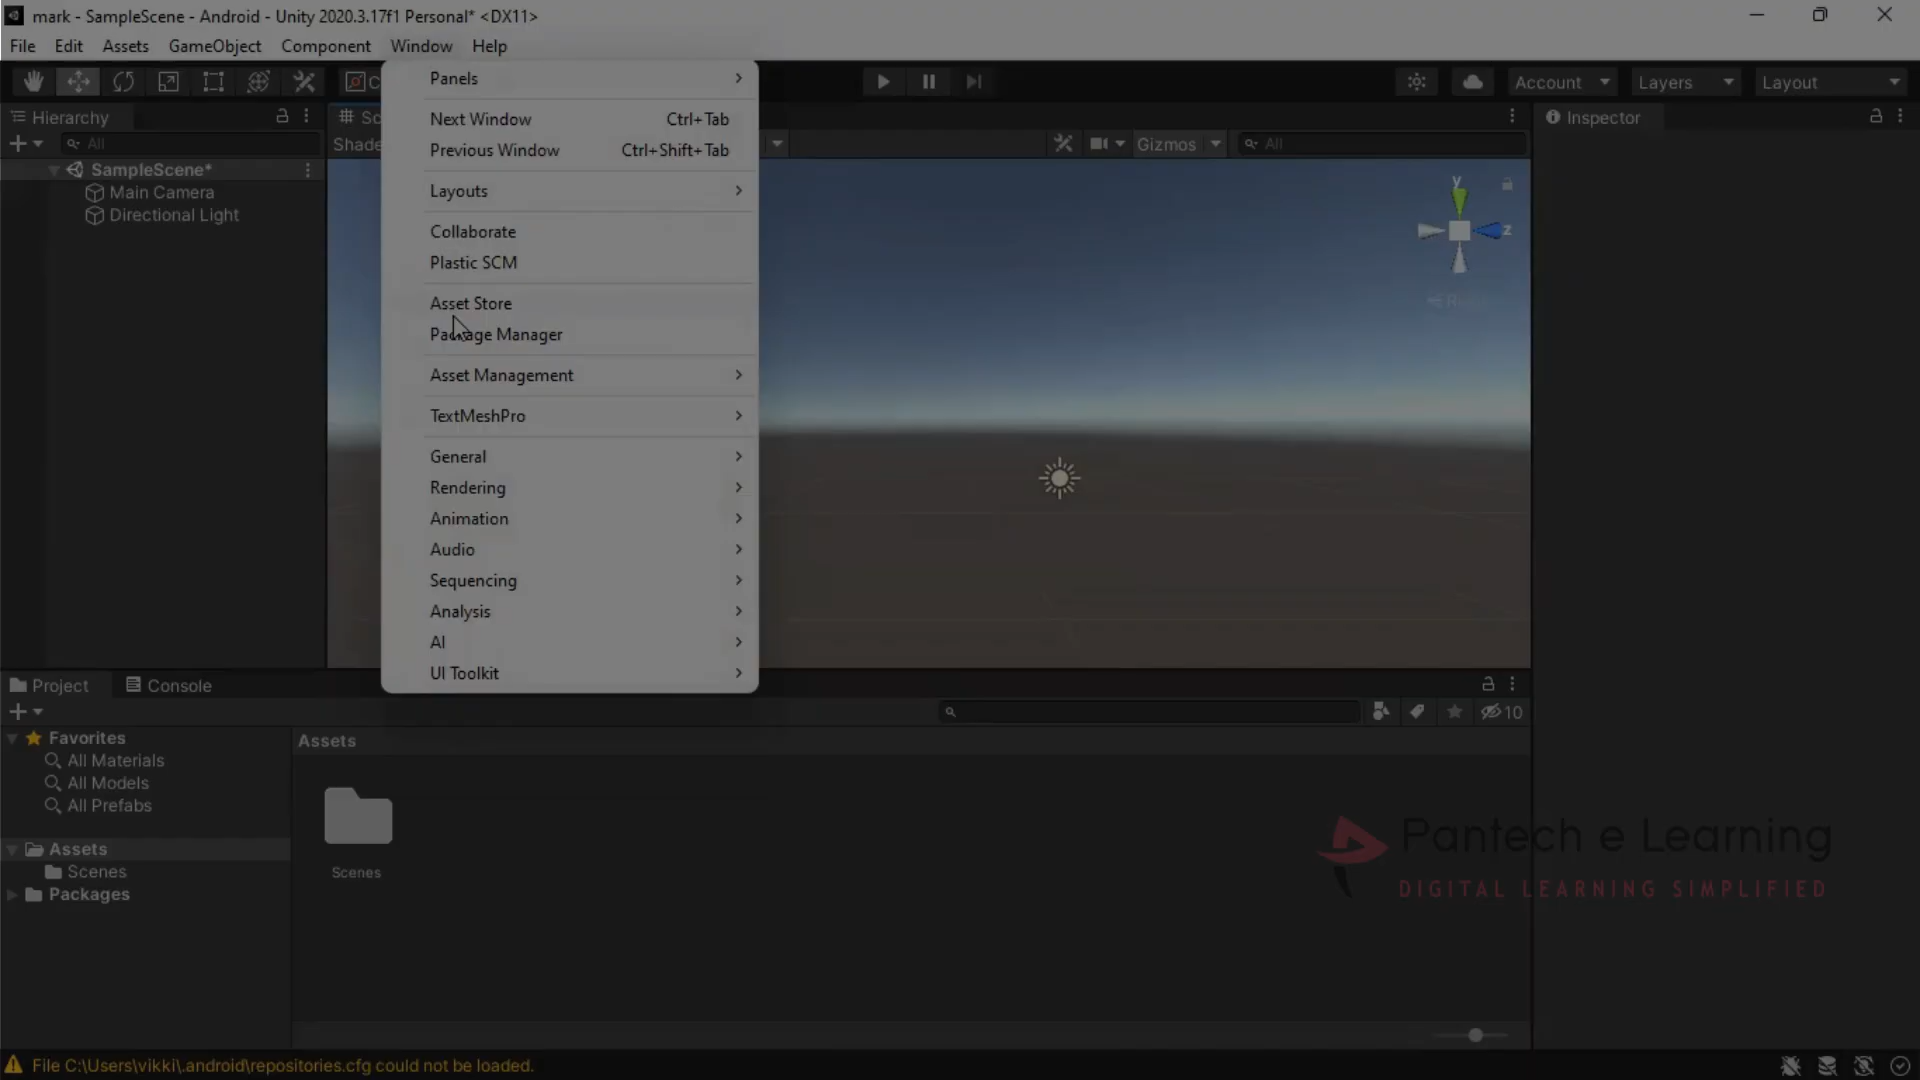 mark - SampleScene - Android - Unity 2020.3.17f1 Personal* <DX11>
File Edit Assets GameObject Component Window Help
Account Layers Layout
Hierarchy
Inspector
All
Gizmos
All
SampleScene*
Main Camera
Directional Light
Panels
Next Window Ctrl+Tab
Previous Window Ctrl+Shift+Tab
Layouts
Collaborate
Plastic SCM
Asset Store
Package Manager
Asset Management
TextMeshPro
General
Rendering
Animation
Audio
Sequencing
Analysis
AI
UI Toolkit
y
z
Project Console
10
Favorites
All Materials
All Models
All Prefabs
Assets
Scenes
Packages
Assets
Scenes
Pantech e Learning
DIGITAL LEARNING SIMPLIFIED
File C:\Users\vikki\.android\repositories.cfg could not be loaded.